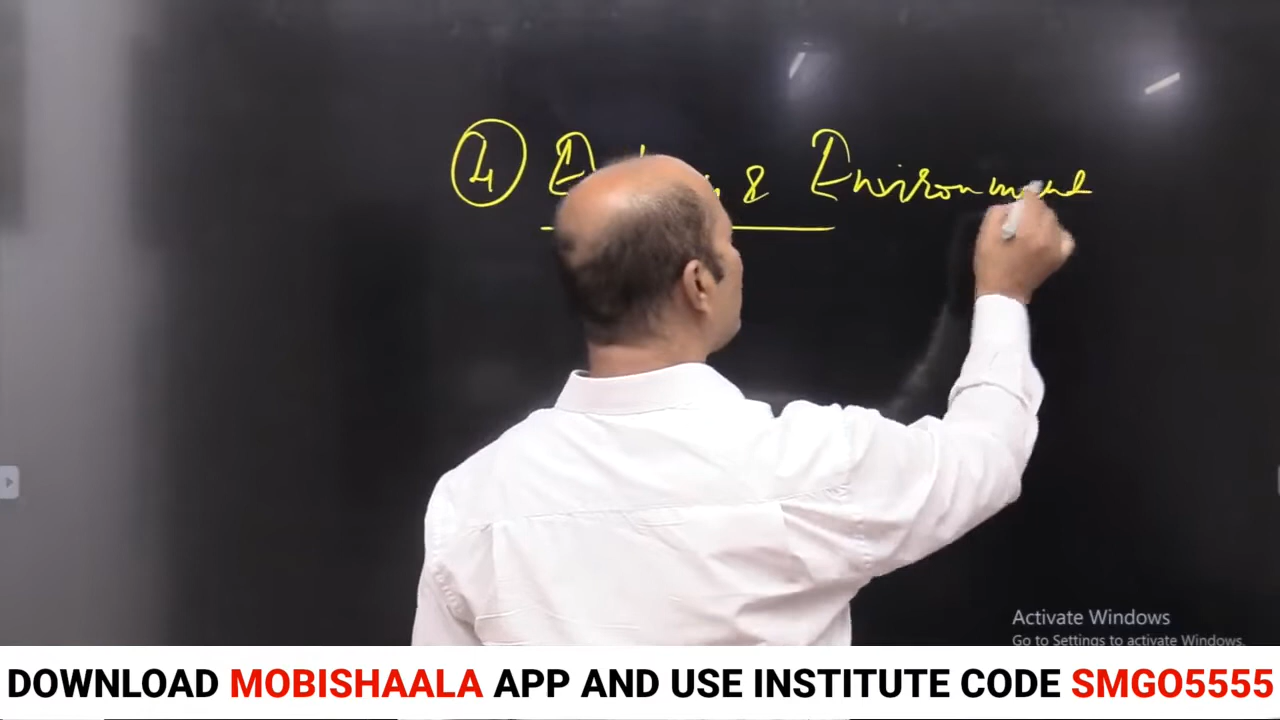 4 & Environment
Activate Windows
Go to Settings to activate Windows.
DOWNLOAD MOBISHAALA APP AND USE INSTITUTE CODE SMGO5555